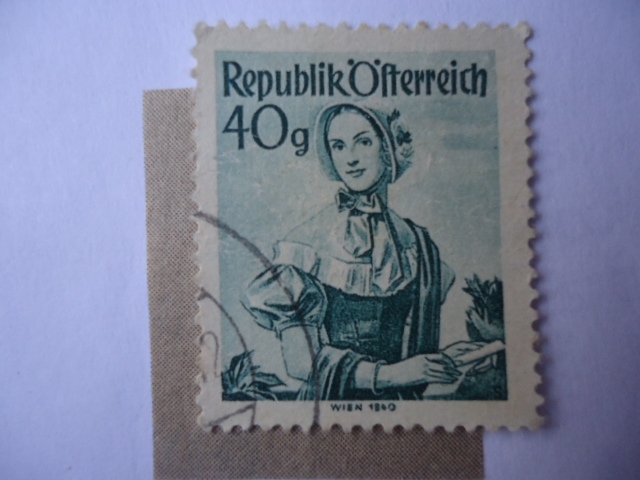 Republik Öſterreich
40g
WIEN 1840